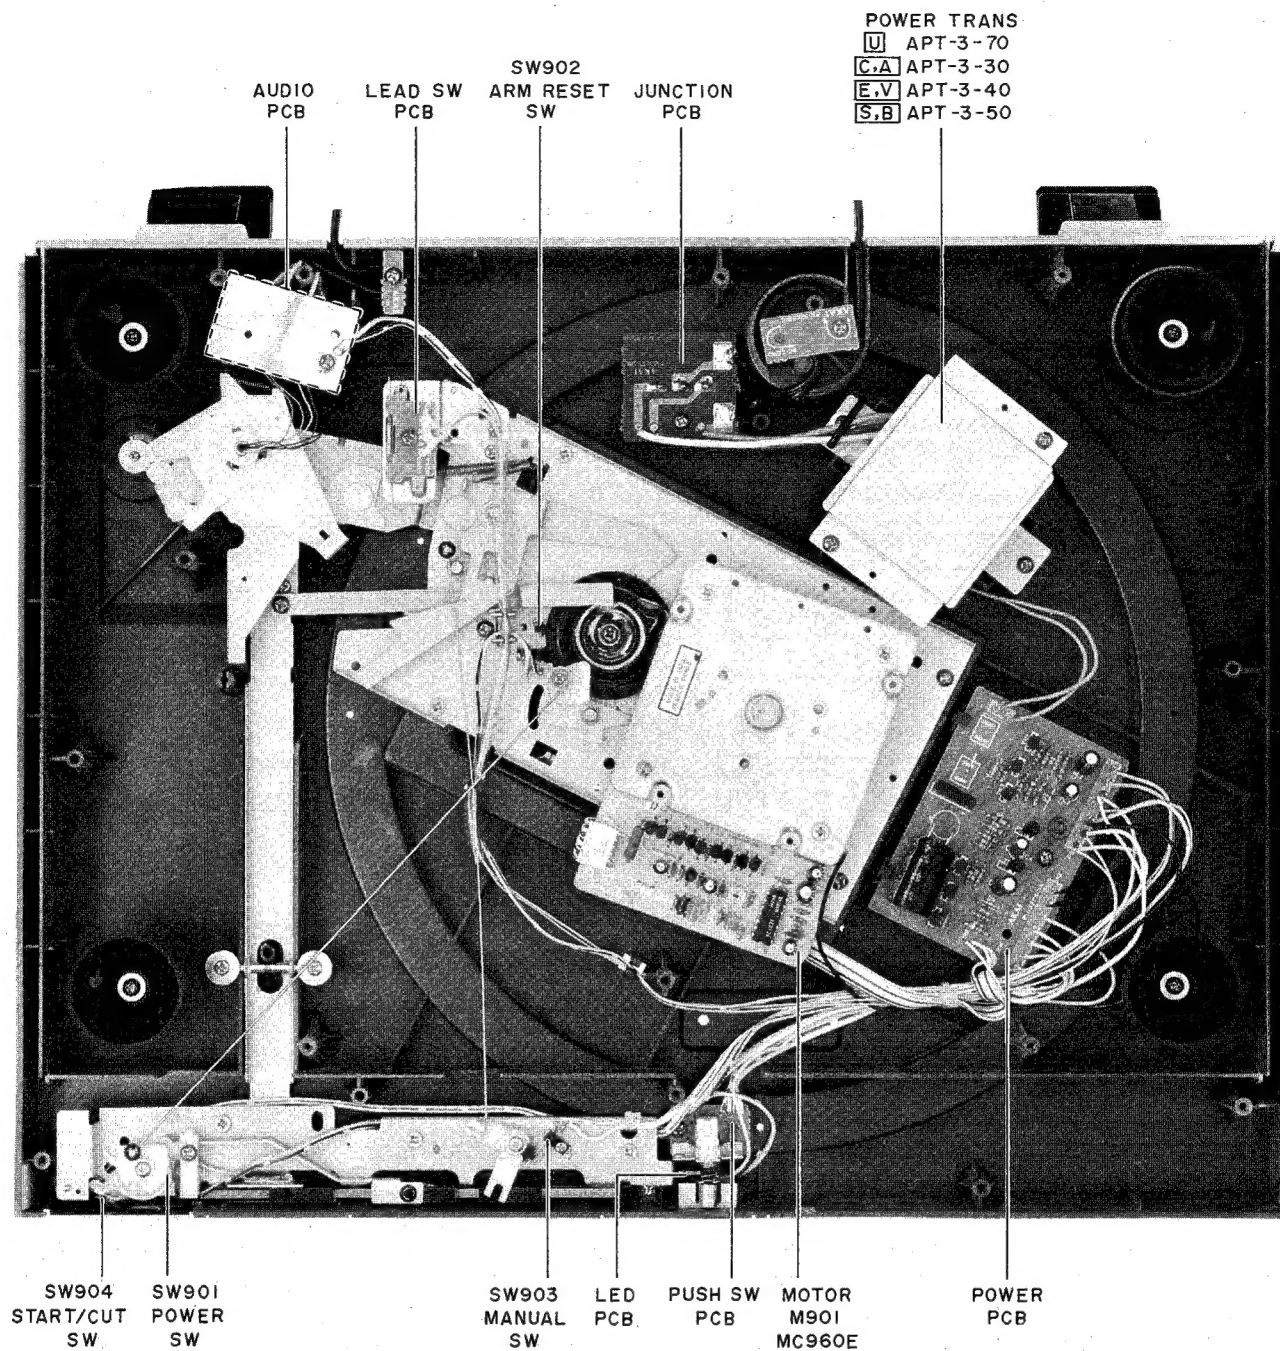 POWER TRANS
U APT-3-70
C,A APT-3-30
E,V APT-3-40
S,B APT-3-50
AUDIO
PCB
LEAD SW
PCB
SW902
ARM RESET
SW
JUNCTION
PCB
SW904
START/CUT
SW
SW901
POWER
SW
SW903
MANUAL
SW
LED
PCB
PUSH SW
PCB
MOTOR
M901
MC960E
POWER
PCB